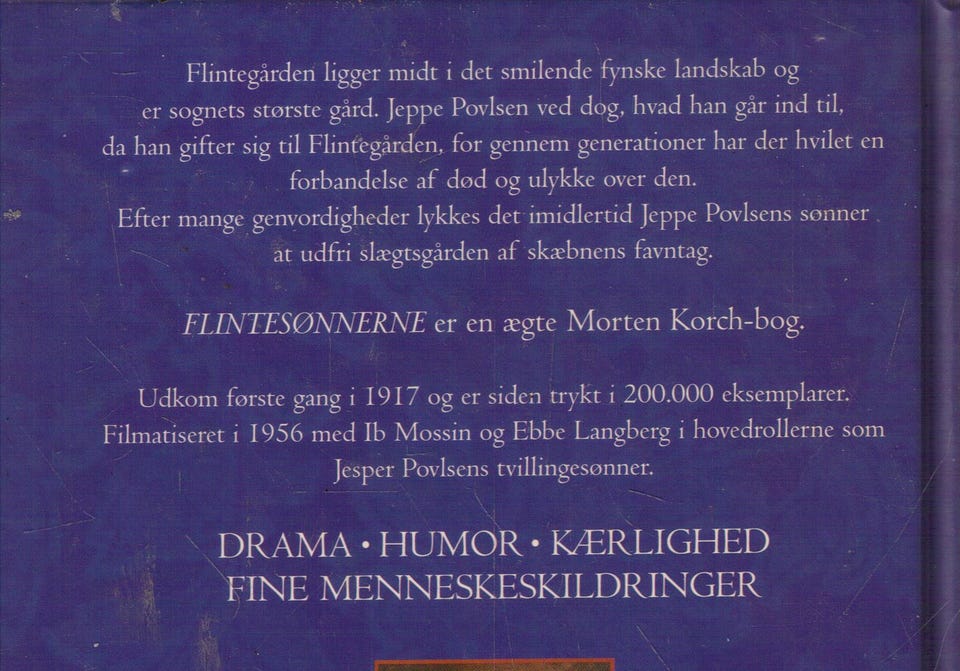 Flintegården ligger midt i det smilende fynske landskab og
er sognets største gård. Jeppe Povlsen ved dog, hvad han går ind til,
da han gifter sig til Flintegården, for gennem generationer har der hvilet en
forbandelse af død og ulykke over den.
Efter mange genvordigheder lykkes det imidlertid Jeppe Povlsens sønner
at udfri slægtsgården af skæbnens favntag.
FLINTESØNNERNE er en ægte Morten Korch-bog.
Udkom første gang i 1917 og er siden trykt i 200.000 eksemplarer.
Filmatiseret i 1956 med Ib Mossin og Ebbe Langberg i hovedrollerne som
Jesper Povlsens tvillingesønner.
DRAMA • HUMOR • KÆRLIGHED
FINE MENNESKESKILDRINGER